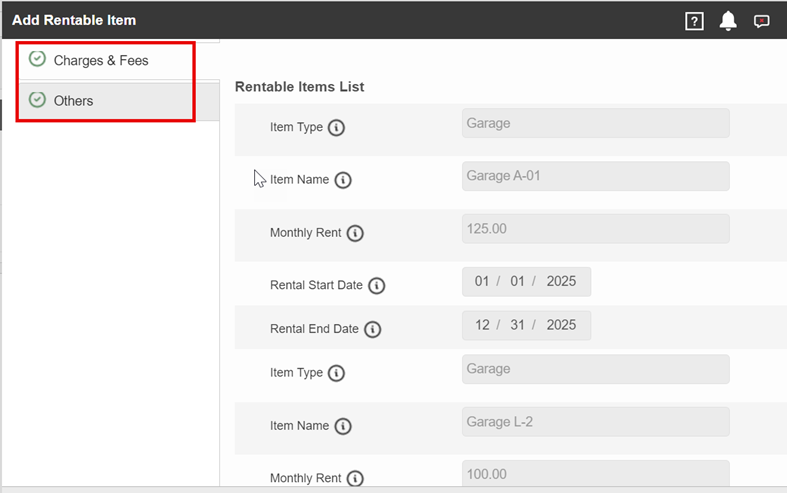 Add Rentable Item
?
Charges & Fees
Others
Rentable Items List
Item Type i Garage
Item Name i Garage A-01
Monthly Rent i 125.00
Rental Start Date i 01 / 01 / 2025
Rental End Date i 12 / 31 / 2025
Item Type i Garage
Item Name i Garage L-2
Monthly Rent i 100.00